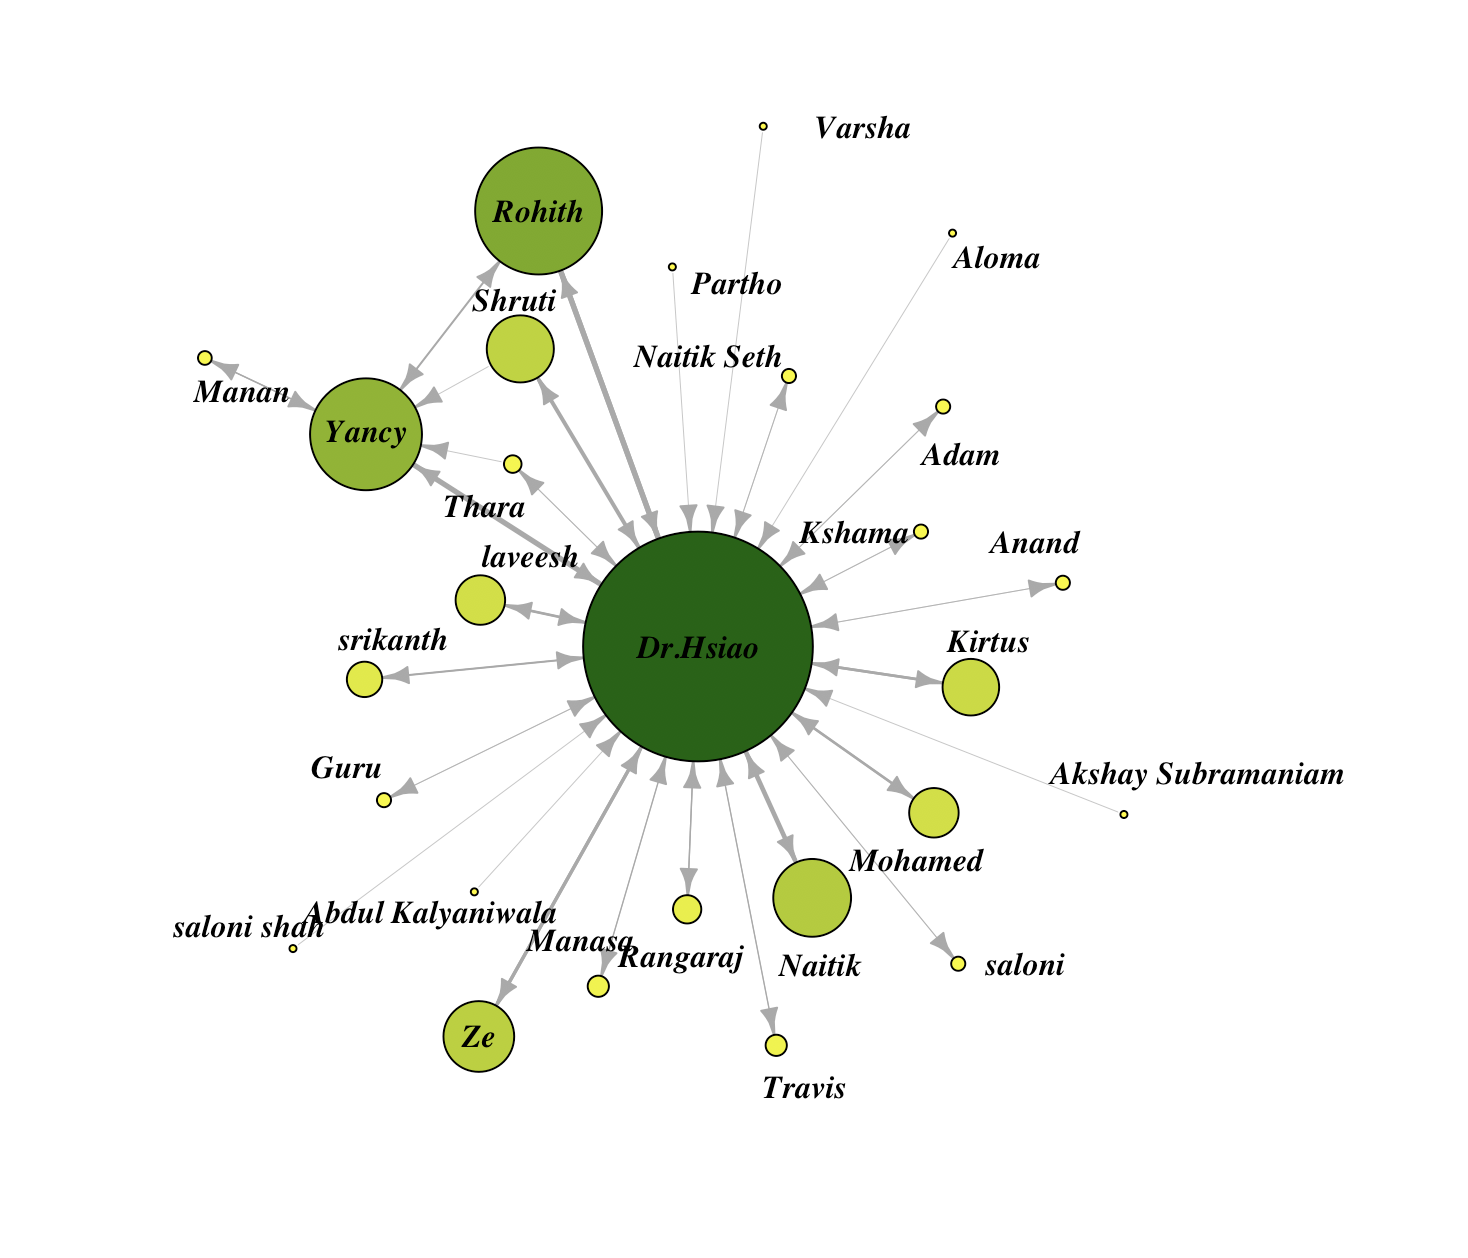 Varsha
Rohith
Aloma
Partho
Shruti
Naitik Seth
Manan
Yancy
Adam
Thara
Kshama
Anand
laveesh
srikanth
Kirtus
Dr.Hsiao
Guru
Akshay Subramaniam
Mohamed
Abdul Kalyaniwala
saloni shah
Manasa
Rangaraj
Naitik
saloni
Ze
Travis